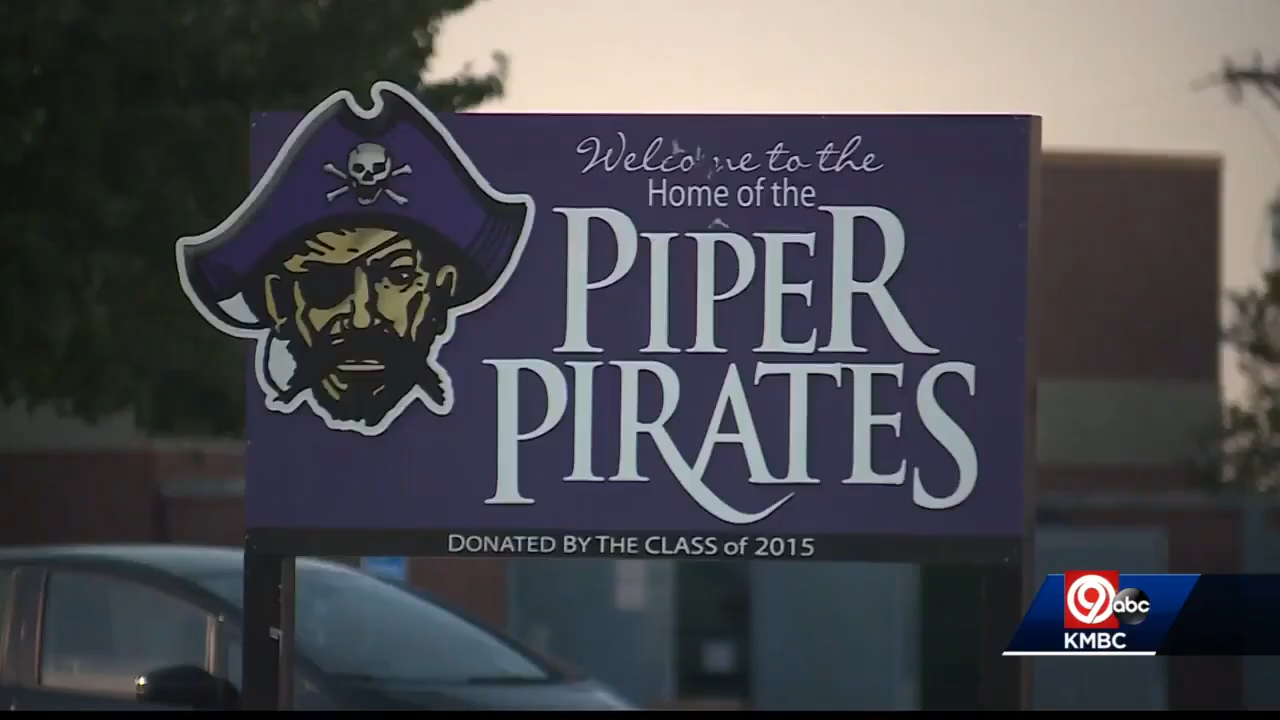 Welcome to the
Home of the
PIPER
PIRATES
DONATED BY THE CLASS of 2015
9 abc
KMBC